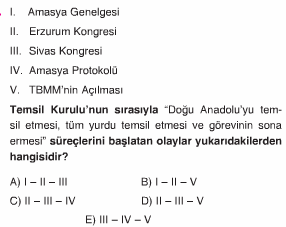 I. Amasya Genelgesi
II. Erzurum Kongresi
III. Sivas Kongresi
IV. Amasya Protokolü
V. TBMM'nin Açılması
Temsil Kurulu'nun sırasıyla “Doğu Anadolu'yu tem-
sil etmesi, tüm yurdu temsil etmesi ve görevinin sona
ermesi” süreçlerini başlatan olaylar yukarıdakilerden
hangisidir?
A) I – II – III B) I – II – V
C) II – III – IV D) II – III – V
E) III – IV – V